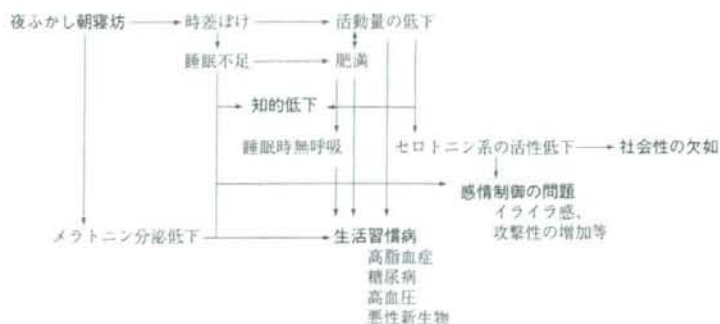 夜ふかし朝寝坊 時差ぼけ 活動量の低下
睡眠不足 肥満
知的低下
睡眠時無呼吸 セロトニン系の活性低下 社会性の欠如
感情制御の問題
イライラ感、
攻撃性の増加等
メラトニン分泌低下 生活習慣病
高脂血症
糖尿病
高血圧
悪性新生物